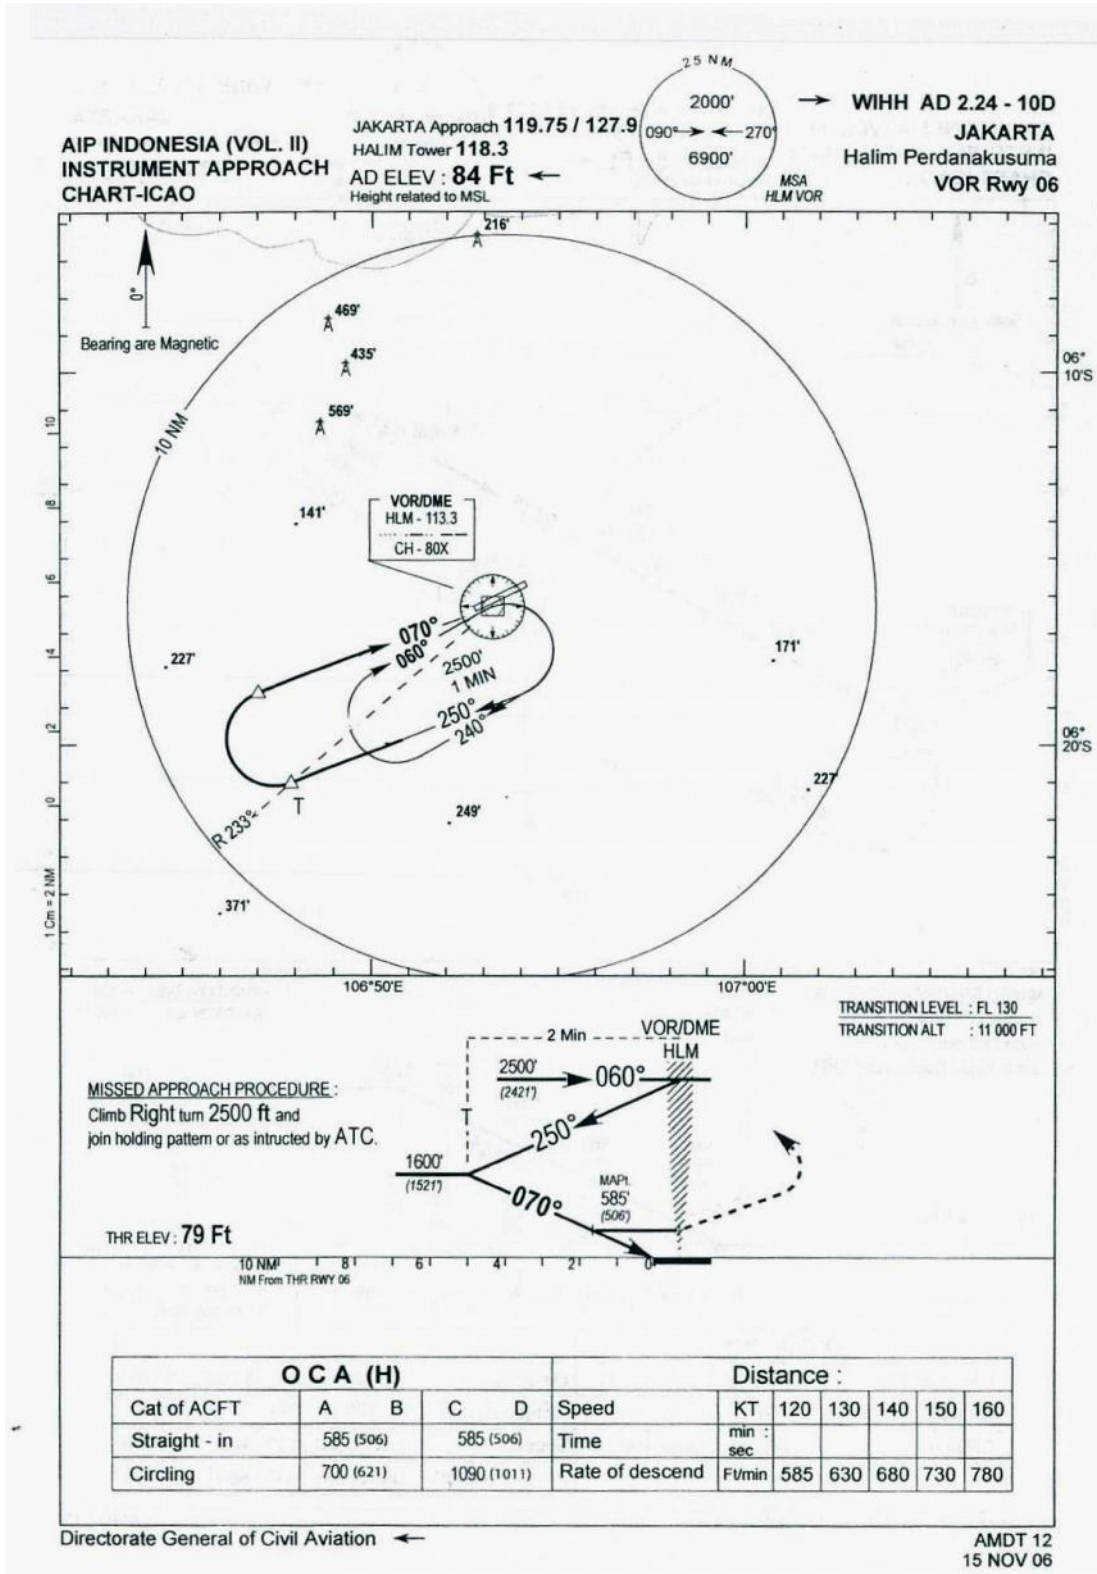 AIP INDONESIA (VOL. II)
INSTRUMENT APPROACH
CHART-ICAO
JAKARTA Approach 119.75 / 127.9
HALIM Tower 118.3
AD ELEV : 84 Ft
Height related to MSL
25 NM
2000'
090° 270°
6900'
MSA
HLM VOR
WIHH AD 2.24 - 10D
JAKARTA
Halim Perdanakusuma
VOR Rwy 06
0°
Bearing are Magnetic
216'
469'
435'
569'
10 NM
141'
VOR/DME
HLM - 113.3
CH - 80X
06°
10'S
227'
070°
060°
2500'
1 MIN
250°
240°
171'
06°
20'S
227'
T
R 233°
249'
371'
10
8
6
4
2
0
1 Cm = 2 NM
106°50'E
107°00'E
TRANSITION LEVEL : FL 130
TRANSITION ALT : 11 000 FT
2 Min
VOR/DME
HLM
2500'
(2421')
060°
MISSED APPROACH PROCEDURE :
Climb Right turn 2500 ft and
join holding pattern or as intructed by ATC.
T
250°
1600'
(1521')
070°
MAPt.
585'
(506')
THR ELEV : 79 Ft
10 NM 8 6 4 2 0
NM From THR RWY 06
O C A (H) Distance :
Cat of ACFT A B C D Speed KT 120 130 140 150 160
Straight - in 585 (506) 585 (506) Time min : sec
Circling 700 (621) 1090 (1011) Rate of descend Ft/min 585 630 680 730 780
Directorate General of Civil Aviation
AMDT 12
15 NOV 06